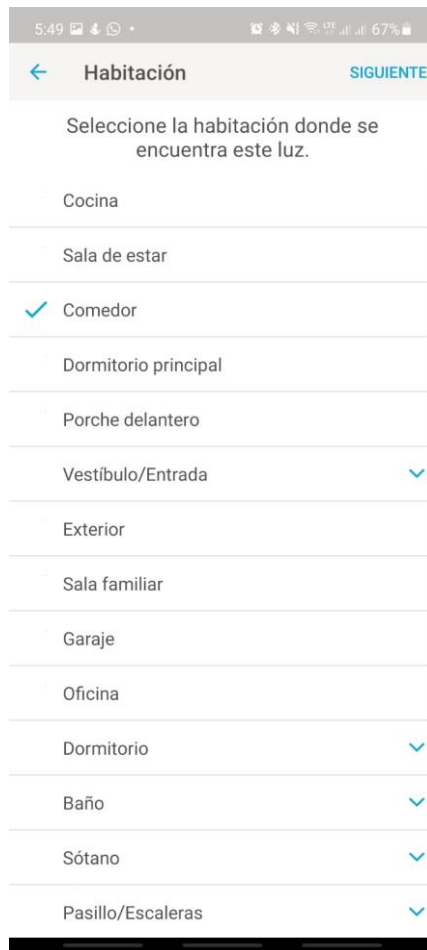 5:49 67%
Habitación SIGUIENTE
Seleccione la habitación donde se
encuentra este luz.
Cocina
Sala de estar
Comedor
Dormitorio principal
Porche delantero
Vestíbulo/Entrada
Exterior
Sala familiar
Garaje
Oficina
Dormitorio
Baño
Sótano
Pasillo/Escaleras